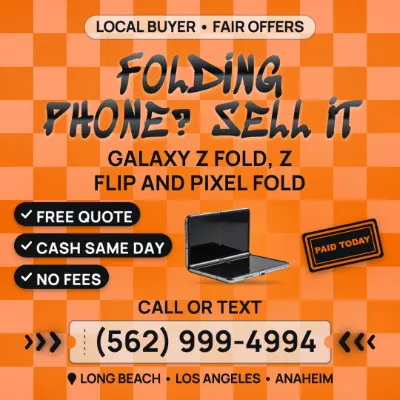 LOCAL BUYER • FAIR OFFERS
FOLDING
PHONE? SELL IT
GALAXY Z FOLD, Z
FLIP AND PIXEL FOLD
FREE QUOTE
CASH SAME DAY
NO FEES
PAID TODAY
CALL OR TEXT
(562) 999-4994
LONG BEACH • LOS ANGELES • ANAHEIM